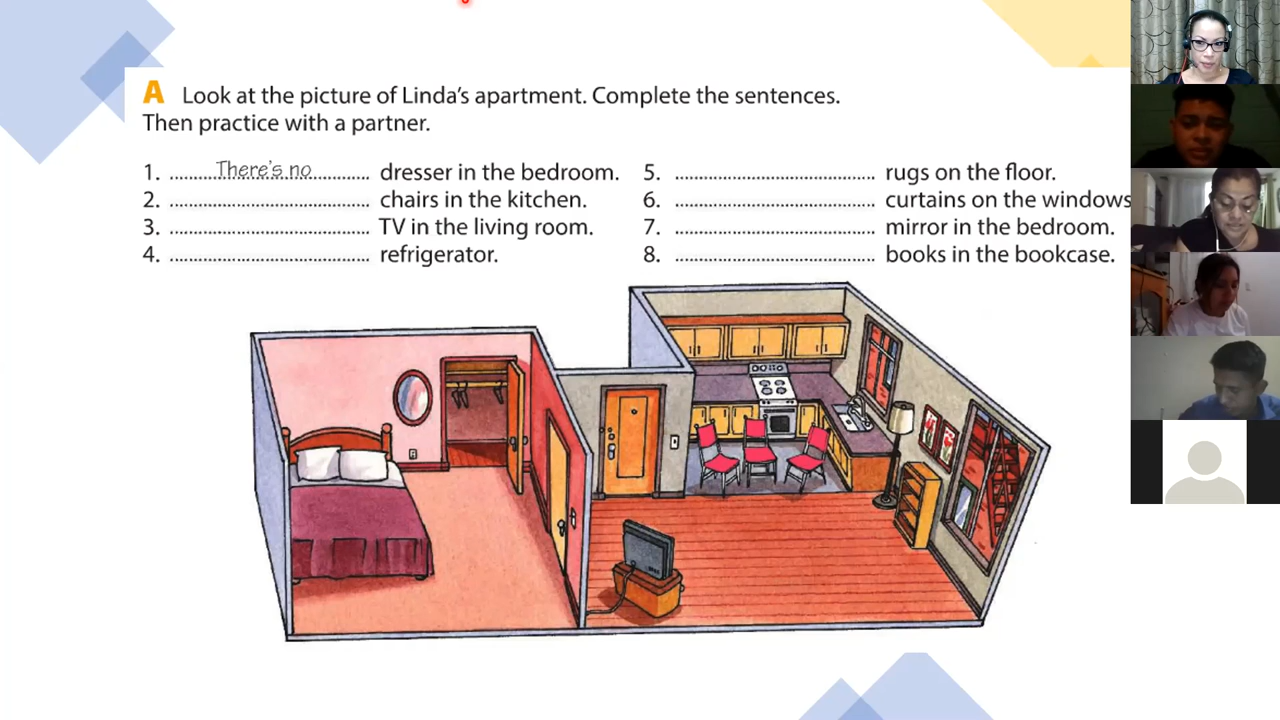 A Look at the picture of Linda's apartment. Complete the sentences.
Then practice with a partner.
1. ....There's no.... dresser in the bedroom.
2. .................... chairs in the kitchen.
3. .................... TV in the living room.
4. .................... refrigerator.
5. .................... rugs on the floor.
6. .................... curtains on the windows
7. .................... mirror in the bedroom.
8. .................... books in the bookcase.